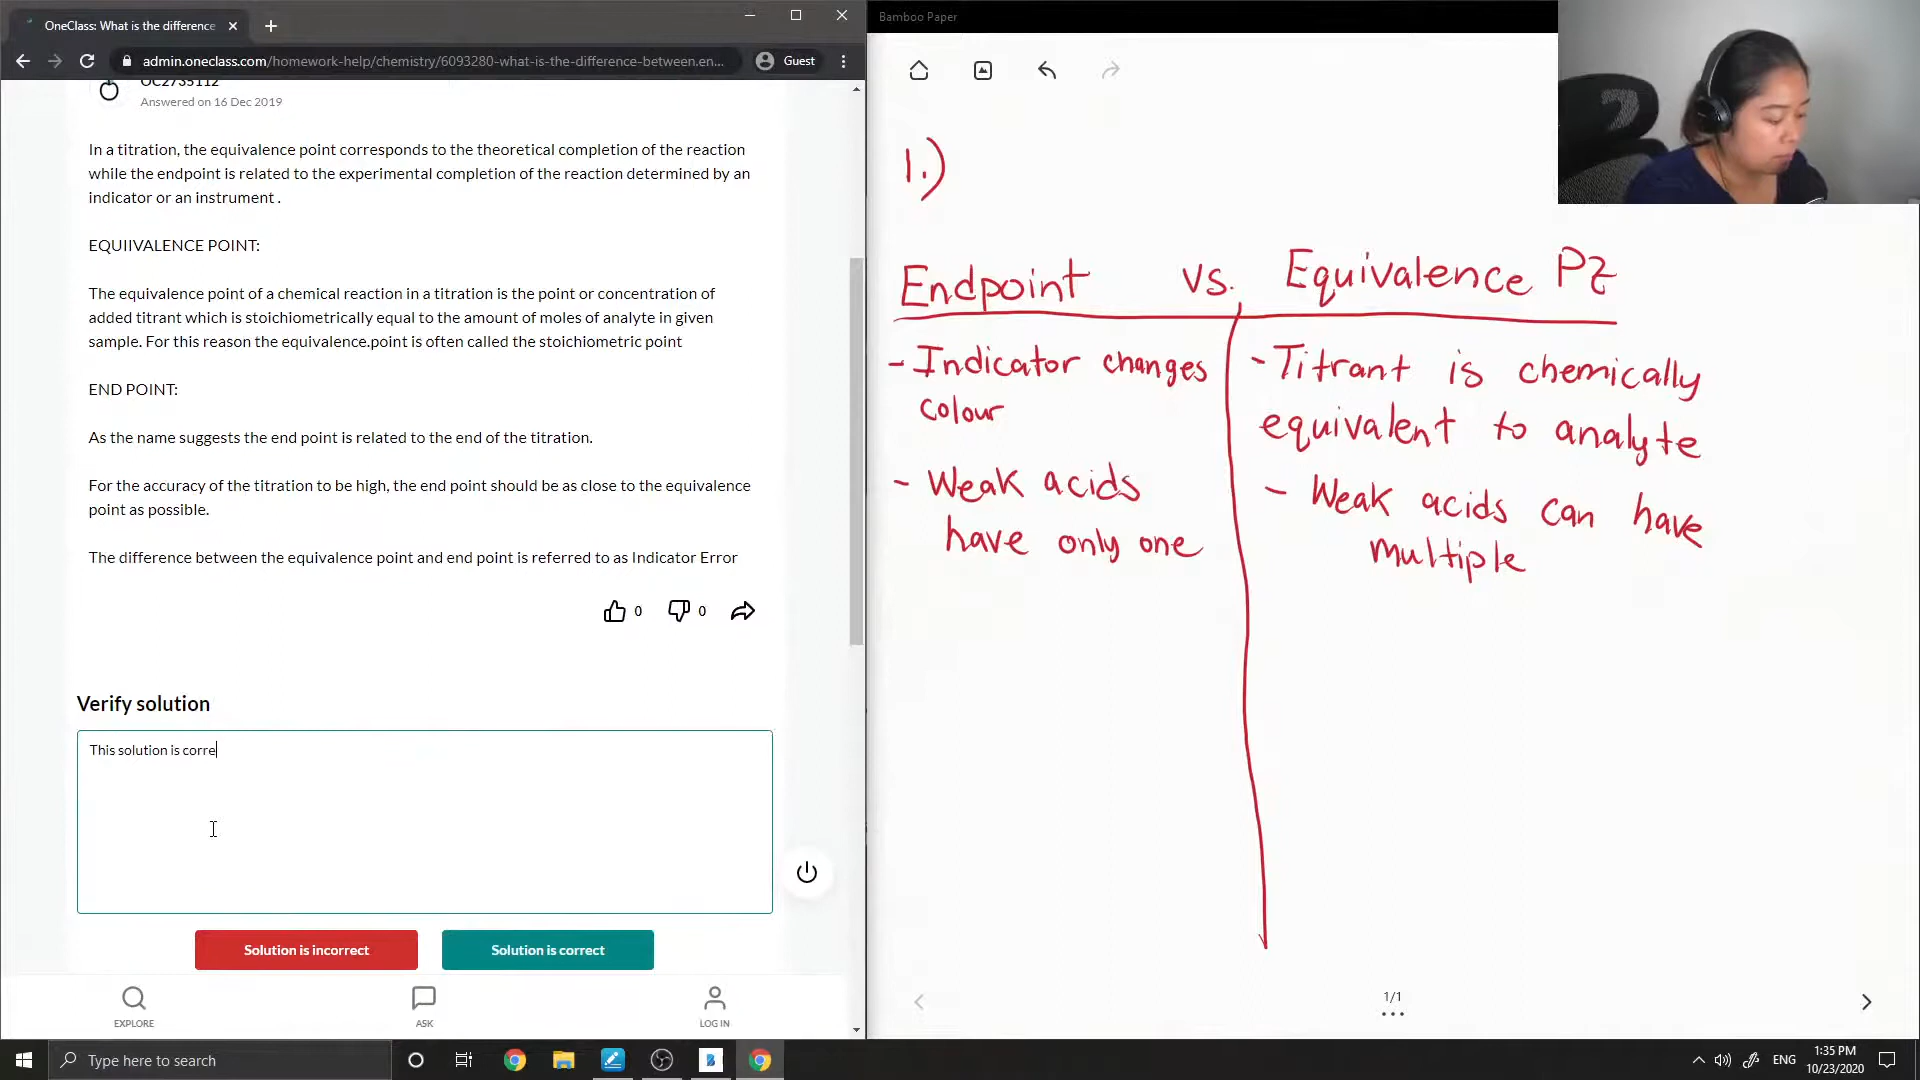 OneClass: What is the difference
admin.oneclass.com/homework-help/chemistry/6093280-what-is-the-difference-between.en...
Guest
OC2735112
Answered on 16 Dec 2019
In a titration, the equivalence point corresponds to the theoretical completion of the reaction
while the endpoint is related to the experimental completion of the reaction determined by an
indicator or an instrument .
EQUIIVALENCE POINT:
The equivalence point of a chemical reaction in a titration is the point or concentration of
added titrant which is stoichiometrically equal to the amount of moles of analyte in given
sample. For this reason the equivalence.point is often called the stoichiometric point
END POINT:
As the name suggests the end point is related to the end of the titration.
For the accuracy of the titration to be high, the end point should be as close to the equivalence
point as possible.
The difference between the equivalence point and end point is referred to as Indicator Error
0 0
Verify solution
This solution is corre
Solution is incorrect Solution is correct
EXPLORE ASK LOG IN
Bamboo Paper
1.)
Endpoint vs. Equivalence Pt
- Indicator changes
colour
- Weak acids
have only one
- Titrant is chemically
equivalent to analyte
- Weak acids can have
multiple
1/1
Type here to search
ENG
1:35 PM
10/23/2020